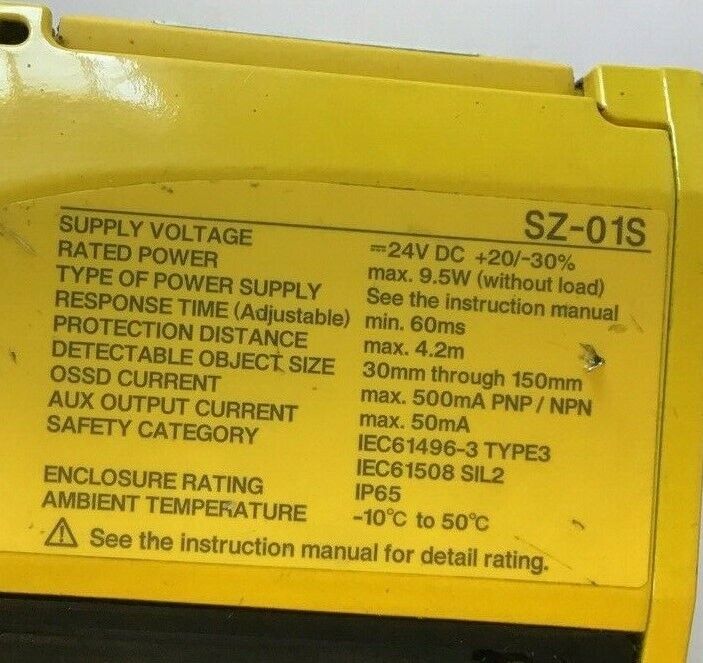 SZ-01S
SUPPLY VOLTAGE ⎓24V DC +20/-30%
RATED POWER max. 9.5W (without load)
TYPE OF POWER SUPPLY See the instruction manual
RESPONSE TIME (Adjustable) min. 60ms
PROTECTION DISTANCE max. 4.2m
DETECTABLE OBJECT SIZE 30mm through 150mm
OSSD CURRENT max. 500mA PNP / NPN
AUX OUTPUT CURRENT max. 50mA
SAFETY CATEGORY IEC61496-3 TYPE3
IEC61508 SIL2
ENCLOSURE RATING IP65
AMBIENT TEMPERATURE -10℃ to 50℃
⚠ See the instruction manual for detail rating.